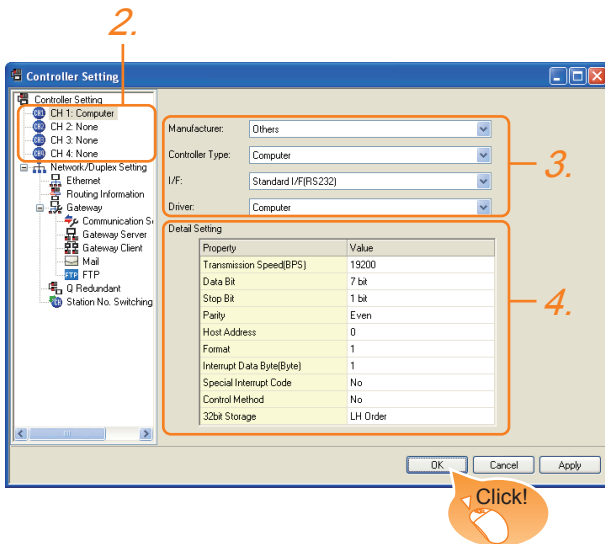 2.
Controller Setting
Controller Setting
CH 1: Computer
CH 2: None
CH 3: None
CH 4: None
Network/Duplex Setting
Ethernet
Routing Information
Gateway
Communication S
Gateway Server
Gateway Client
Mail
FTP FTP
Q Redundant
Station No. Switching
Manufacturer: Others
Controller Type: Computer
I/F: Standard I/F(RS232)
Driver: Computer
3.
Detail Setting
Property Value
Transmission Speed(BPS) 19200
Data Bit 7 bit
Stop Bit 1 bit
Parity Even
Host Address 0
Format 1
Interrupt Data Byte(Byte) 1
Special Interrupt Code No
Control Method No
32bit Storage LH Order
4.
OK Cancel Apply
Click!